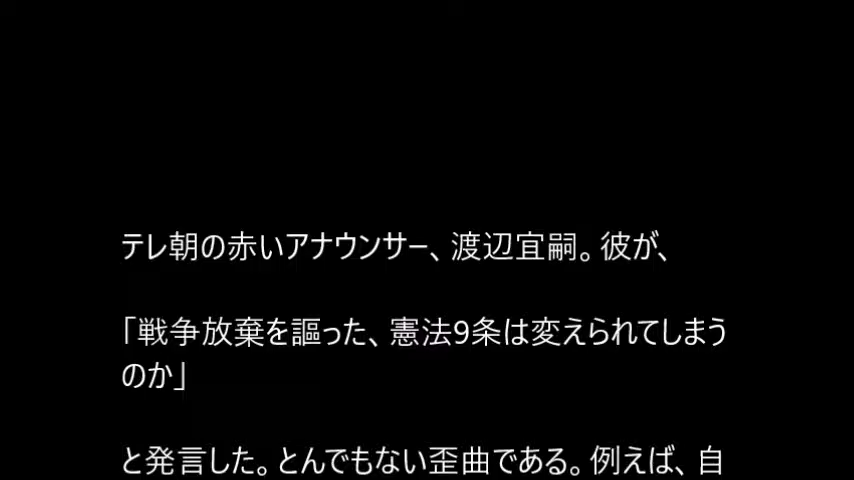 テレ朝の赤いアナウンサー、渡辺宜嗣。彼が、
「戦争放棄を謳った、憲法9条は変えられてしまう
のか」
と発言した。とんでもない歪曲である。例えば、自